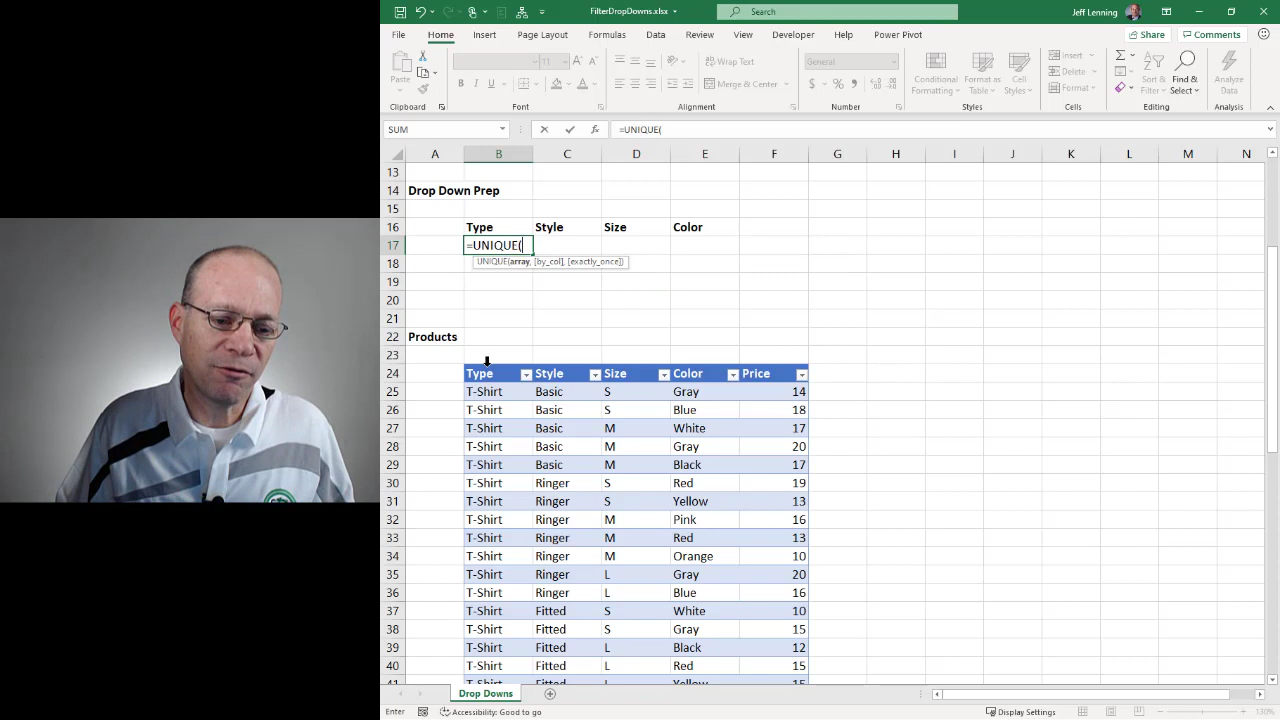 FilterDropDowns.xlsx
Search
Jeff Lenning
File Home Insert Page Layout Formulas Data Review View Developer Help Power Pivot
Share Comments
Paste
Clipboard
11
B I U
Font
Wrap Text
Merge & Center
Alignment
General
$ % ,
Number
Conditional Formatting
Format as Table
Cell Styles
Styles
Insert
Delete
Format
Cells
Sort & Filter
Find & Select
Editing
Analyze Data
Analysis
SUM
fx
=UNIQUE(
A B C D E F G H I J K L M N
13
14 Drop Down Prep
15
16 Type Style Size Color
17 =UNIQUE(
UNIQUE(array, [by_col], [exactly_once])
18
19
20
21
22 Products
23
24 Type Style Size Color Price
25 T-Shirt Basic S Gray 14
26 T-Shirt Basic S Blue 18
27 T-Shirt Basic M White 17
28 T-Shirt Basic M Gray 20
29 T-Shirt Basic M Black 17
30 T-Shirt Ringer S Red 19
31 T-Shirt Ringer S Yellow 13
32 T-Shirt Ringer M Pink 16
33 T-Shirt Ringer M Red 13
34 T-Shirt Ringer M Orange 10
35 T-Shirt Ringer L Gray 20
36 T-Shirt Ringer L Blue 16
37 T-Shirt Fitted S White 10
38 T-Shirt Fitted S Gray 15
39 T-Shirt Fitted L Black 12
40 T-Shirt Fitted L Red 15
41 T-Shirt Fitted L Yellow 15
Drop Downs
Enter
Accessibility: Good to go
Display Settings
130%